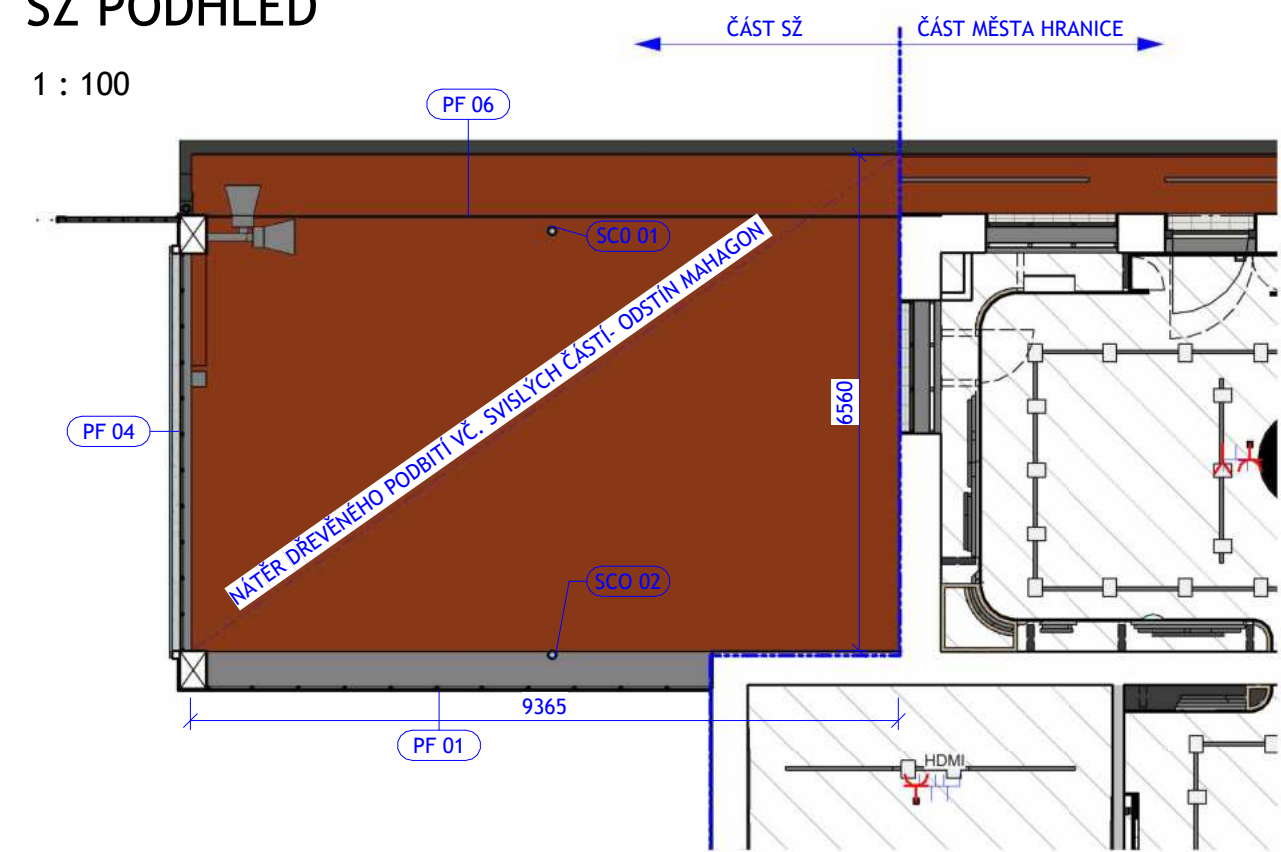 SZ PODHLED
1 : 100
ČÁST SŽ
ČÁST MĚSTA HRANICE
PF 06
SC0 01
NÁTĚR DŘEVĚNÉHO PODBITÍ VČ. SVISLÝCH ČÁSTÍ- ODSTÍN MAHAGON
6560
PF 04
SCO 02
9365
PF 01
HDMI